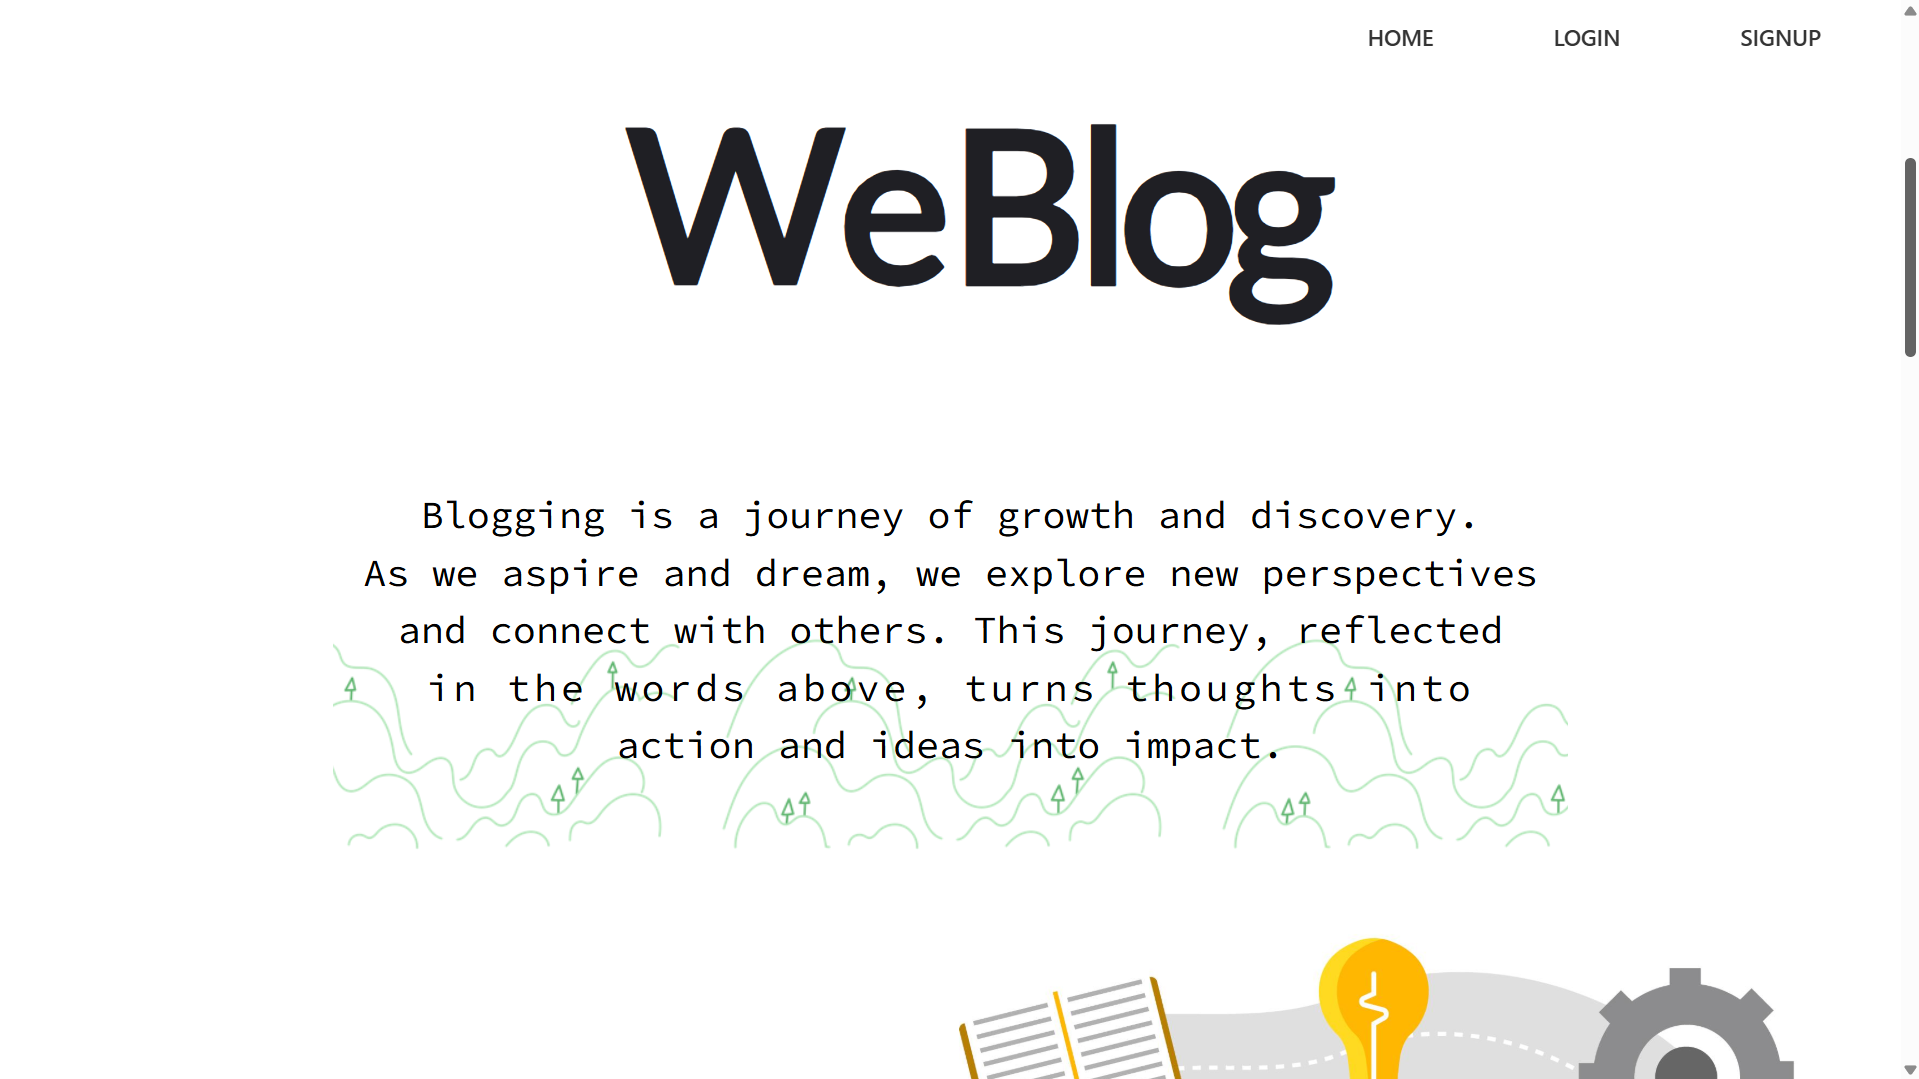 HOME LOGIN SIGNUP
WeBlog
Blogging is a journey of growth and discovery.
As we aspire and dream, we explore new perspectives
and connect with others. This journey, reflected
in the words above, turns thoughts into
action and ideas into impact.